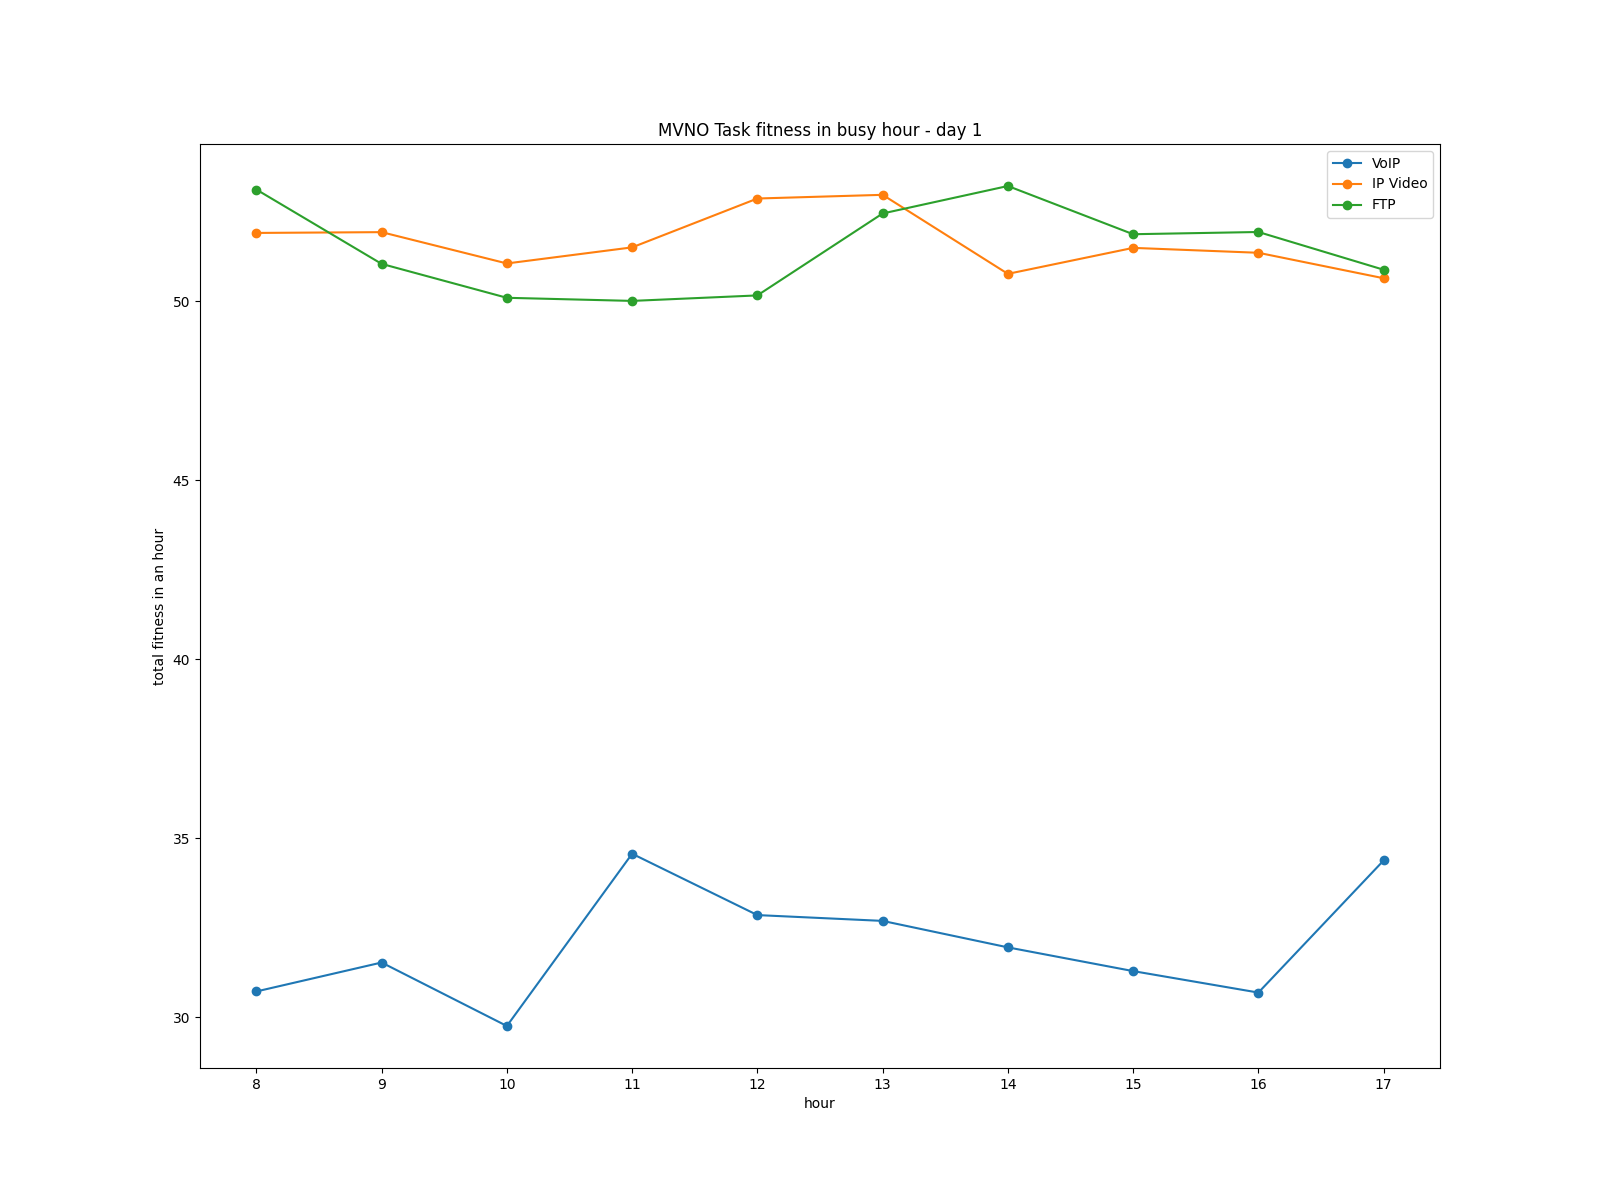 MVNO Task fitness in busy hour - day 1
VoIP
IP Video
FTP
total fitness in an hour
50
45
40
35
30
8 9 10 11 12 13 14 15 16 17
hour